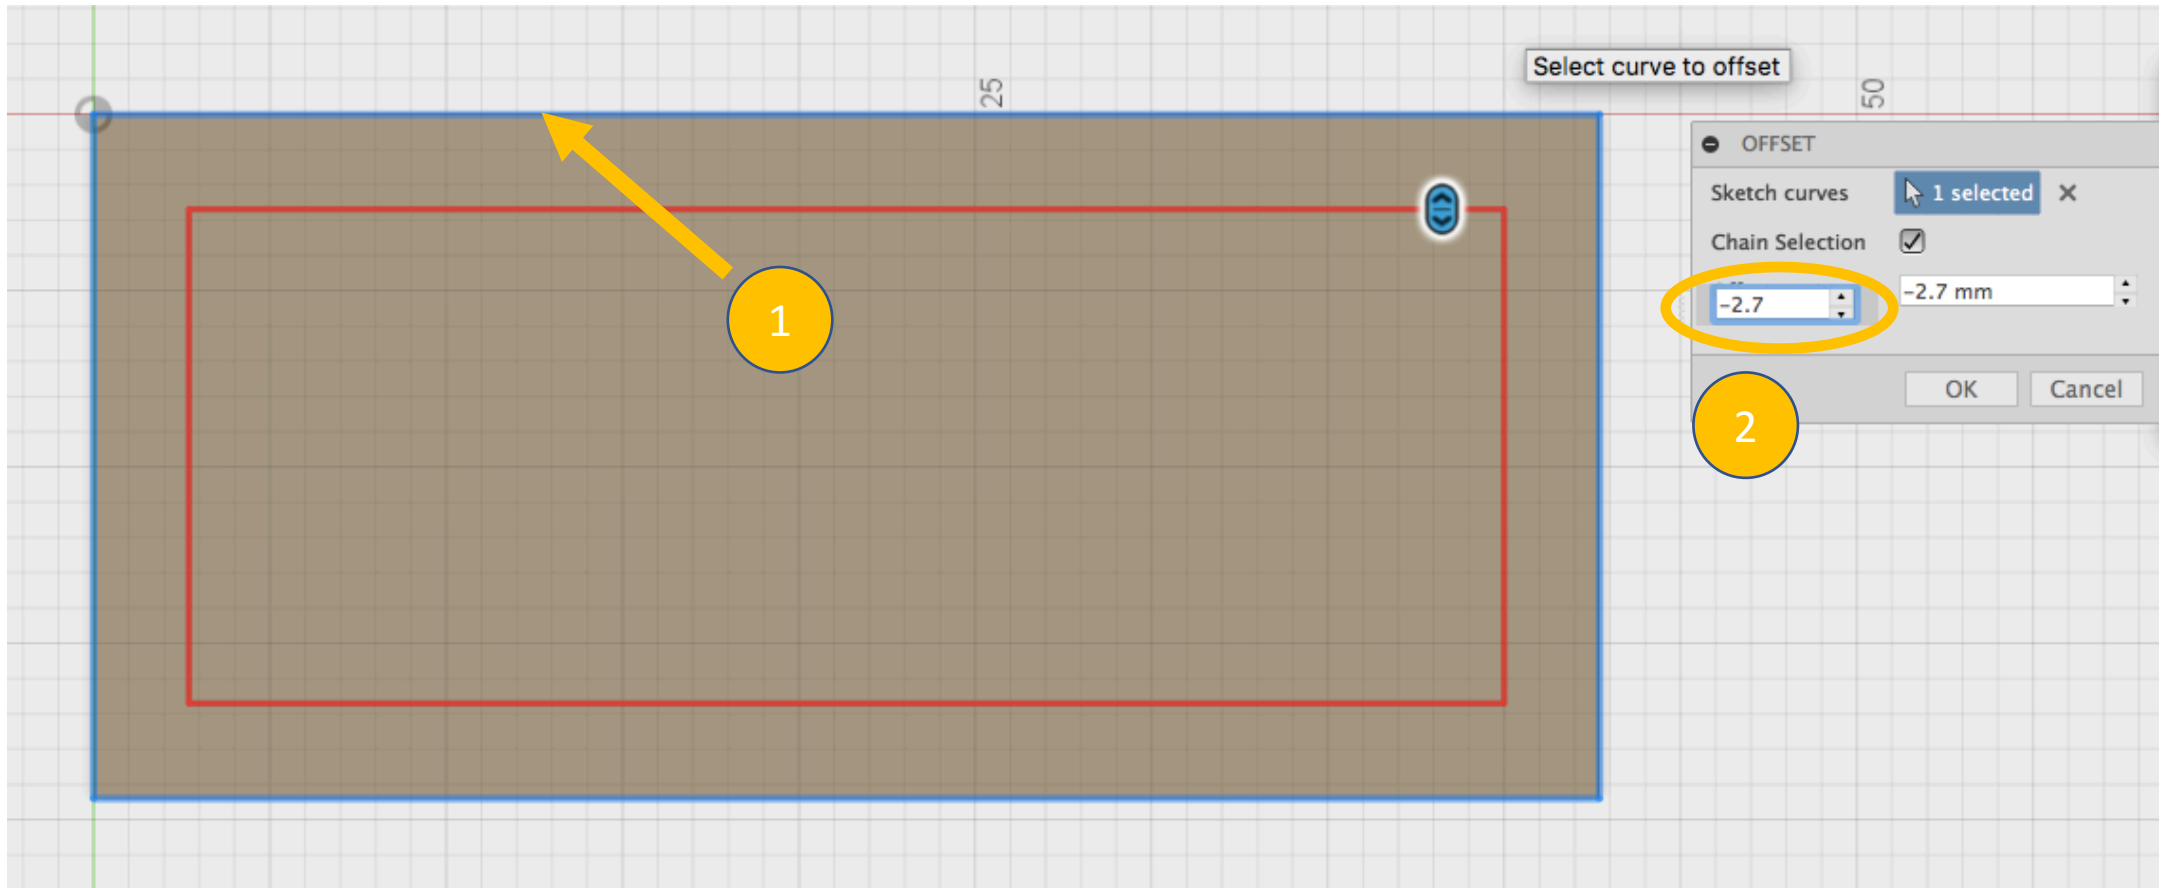 Select curve to offset
25
50
OFFSET
Sketch curves
1 selected
Chain Selection
-2.7
-2.7 mm
OK
Cancel
1
2